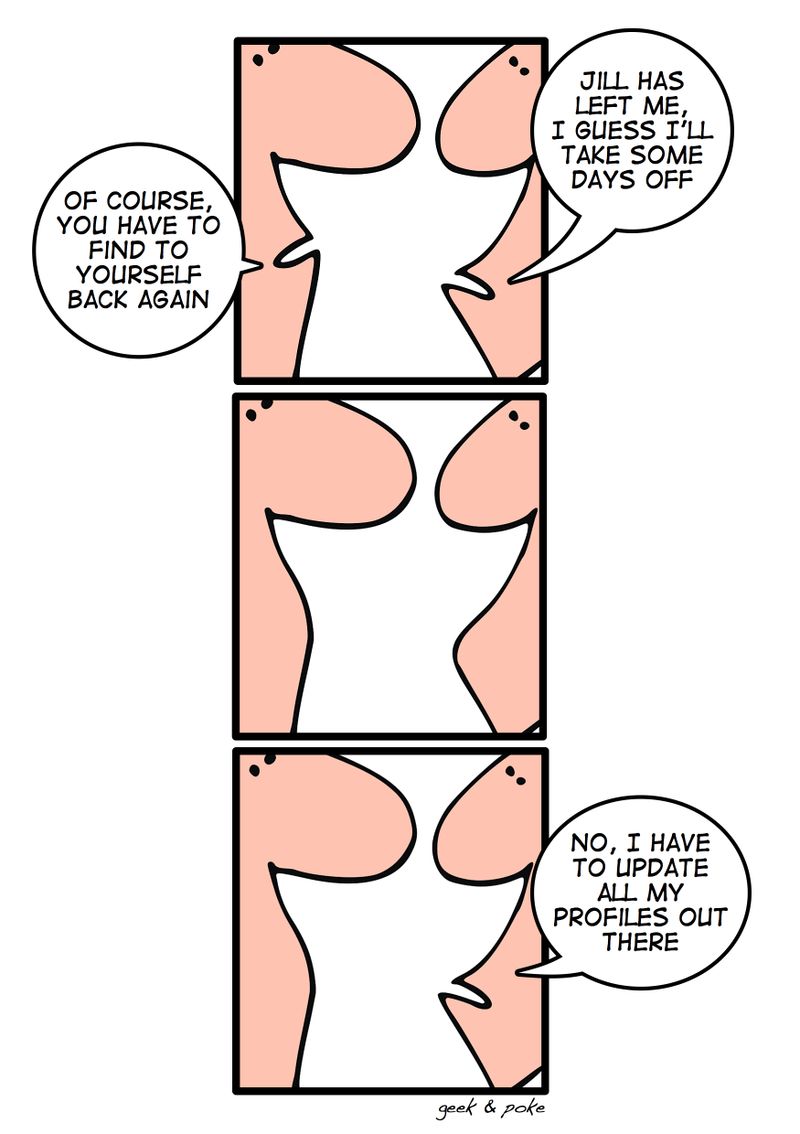 JILL HAS
LEFT ME,
I GUESS I'LL
TAKE SOME
DAYS OFF
OF COURSE,
YOU HAVE TO
FIND TO
YOURSELF
BACK AGAIN
NO, I HAVE
TO UPDATE
ALL MY
PROFILES OUT
THERE
geek & poke